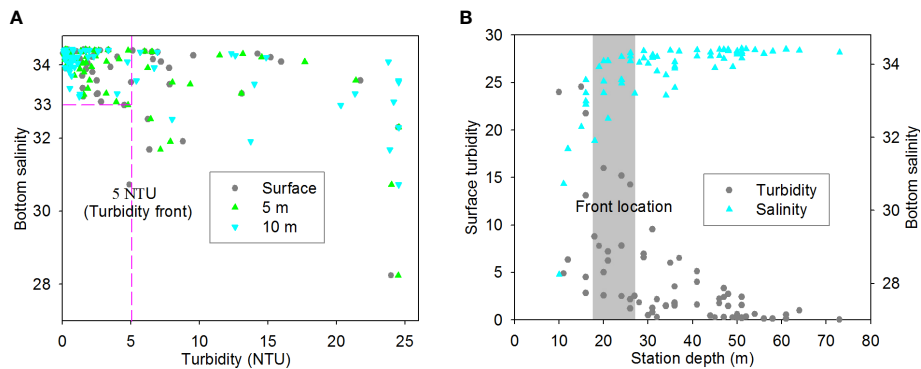 A
Bottom salinity
34
33
32
30
28
5 NTU
(Turbidity front)
Surface
5 m
10 m
0 5 10 15 20 25
Turbidity (NTU)
B
Surface turbidity
30
25
20
15
10
5
0
Front location
Turbidity
Salinity
34
32
30
28
Bottom salinity
0 10 20 30 40 50 60 70 80
Station depth (m)